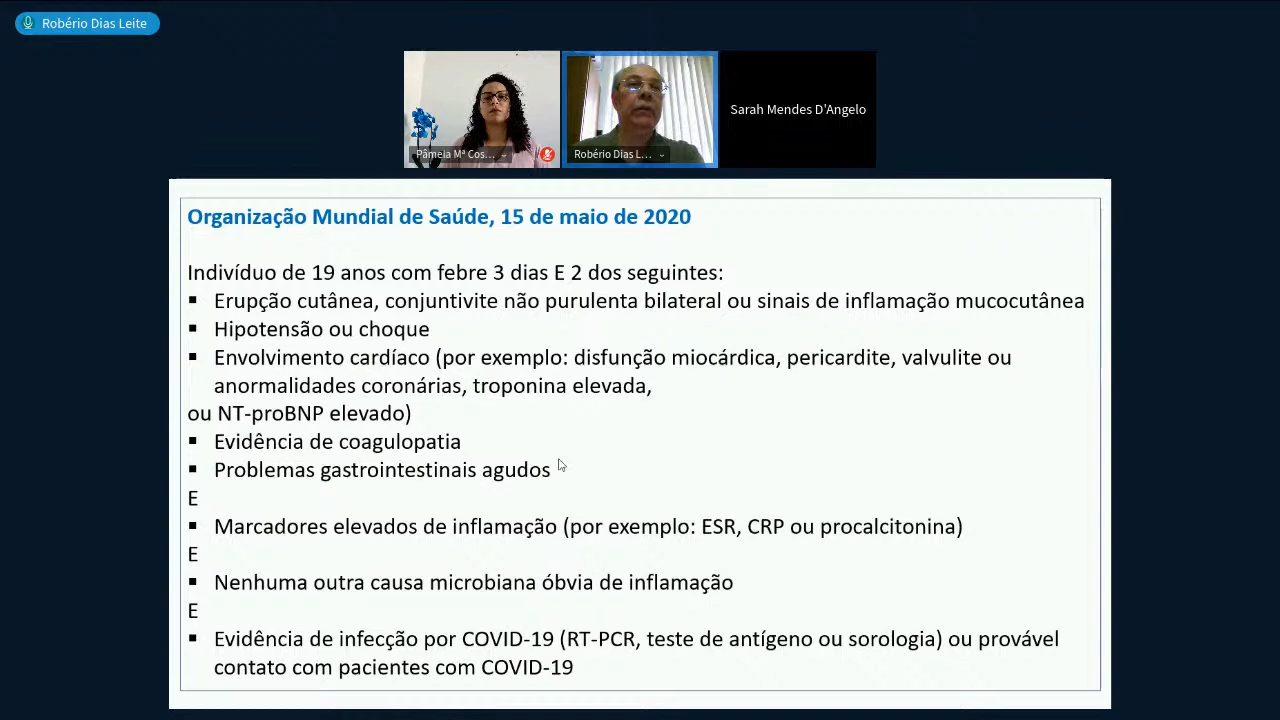 Robério Dias Leite
Pâmela Mª Cos...
Robério Dias L...
Sarah Mendes D'Angelo
Organização Mundial de Saúde, 15 de maio de 2020
Indivíduo de 19 anos com febre 3 dias E 2 dos seguintes:
▪ Erupção cutânea, conjuntivite não purulenta bilateral ou sinais de inflamação mucocutânea
▪ Hipotensão ou choque
▪ Envolvimento cardíaco (por exemplo: disfunção miocárdica, pericardite, valvulite ou
anormalidades coronárias, troponina elevada,
ou NT-proBNP elevado)
▪ Evidência de coagulopatia
▪ Problemas gastrointestinais agudos
E
▪ Marcadores elevados de inflamação (por exemplo: ESR, CRP ou procalcitonina)
E
▪ Nenhuma outra causa microbiana óbvia de inflamação
E
▪ Evidência de infecção por COVID-19 (RT-PCR, teste de antígeno ou sorologia) ou provável
contato com pacientes com COVID-19